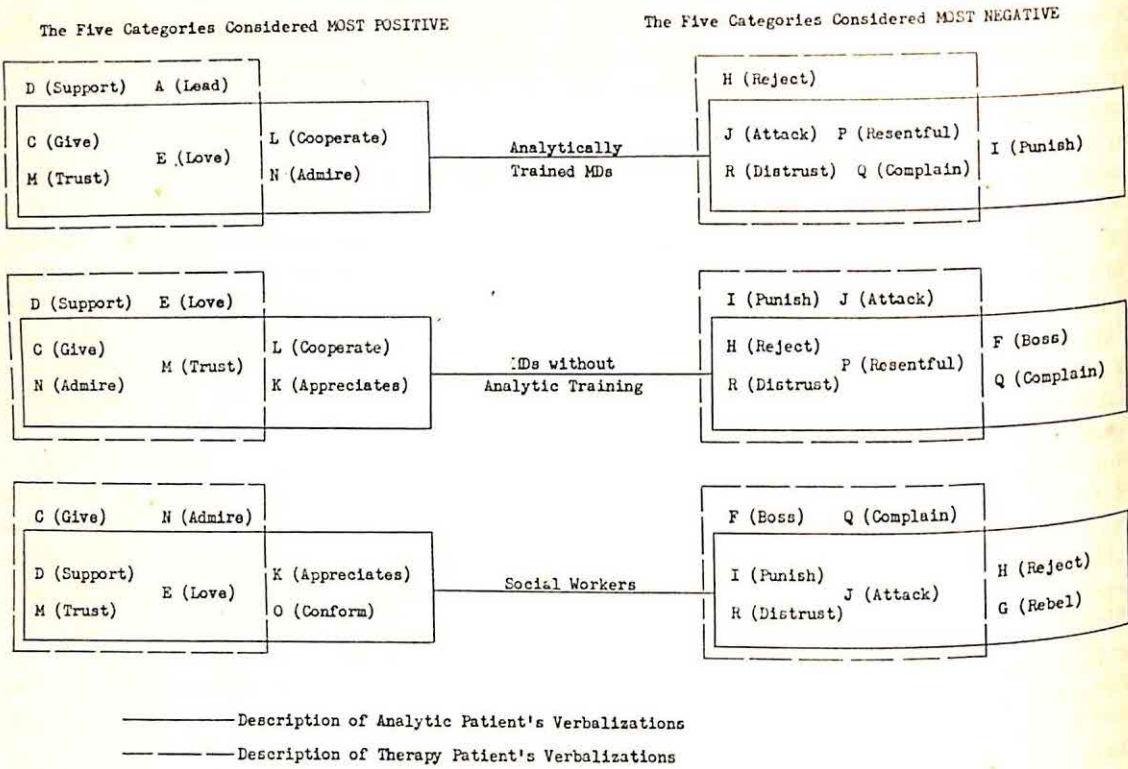 The Five Categories Considered MOST POSITIVE
The Five Categories Considered MOST NEGATIVE
D (Support) A (Lead)
C (Give)
E (Love)
M (Trust)
L (Cooperate)
N (Admire)
Analytically
Trained MDs
H (Reject)
J (Attack) P (Resentful)
R (Distrust) Q (Complain)
I (Punish)
D (Support) E (Love)
C (Give)
M (Trust)
N (Admire)
L (Cooperate)
K (Appreciates)
MDs without
Analytic Training
I (Punish) J (Attack)
H (Reject)
P (Resentful)
R (Distrust)
F (Boss)
Q (Complain)
C (Give) N (Admire)
D (Support)
E (Love)
M (Trust)
K (Appreciates)
O (Conform)
Social Workers
F (Boss) Q (Complain)
I (Punish)
J (Attack)
R (Distrust)
H (Reject)
G (Rebel)
Description of Analytic Patient's Verbalizations
Description of Therapy Patient's Verbalizations